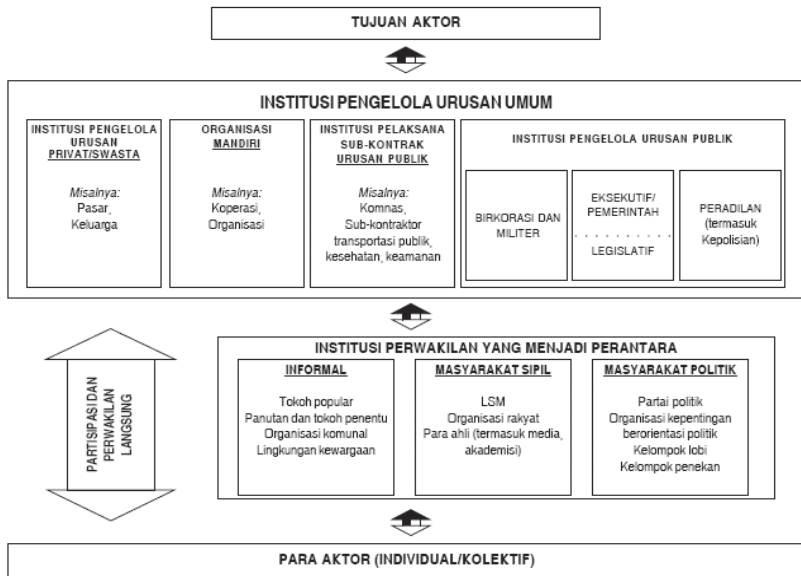 TUJUAN AKTOR
INSTITUSI PENGELOLA URUSAN UMUM
INSTITUSI PENGELOLA
URUSAN
PRIVAT/SWASTA
Misalnya:
Pasar,
Keluarga
ORGANISASI
MANDIRI
Misalnya:
Koperasi,
Organisasi
INSTITUSI PELAKSANA
SUB-KONTRAK
URUSAN PUBLIK
Misalnya:
Komnas,
Sub-kontraktor
transportasi publik,
kesehatan, keamanan
INSTITUSI PENGELOLA URUSAN PUBLIK
BIRKORASI DAN
MILITER
EKSEKUTIF/
PEMERINTAH
. . . . . . . . . .
LEGISLATIF
PERADILAN
(termasuk
Kepolisian)
PARTISIPASI DAN
PERWAKILAN
LANGSUNG
INSTITUSI PERWAKILAN YANG MENJADI PERANTARA
INFORMAL
Tokoh popular
Panutan dan tokoh penentu
Organisasi komunal
Lingkungan kewargaan
MASYARAKAT SIPIL
LSM
Organisasi rakyat
Para ahli (termasuk media,
akademisi)
MASYARAKAT POLITIK
Partai politik
Organisasi kepentingan
berorientasi politik
Kelompok lobi
Kelompok penekan
PARA AKTOR (INDIVIDUAL/KOLEKTIF)